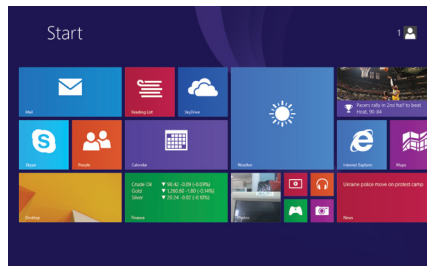 Start
1
Mail
Reading List
SkyDrive
Pacers rally in 2nd half to beat
Heat, 90-84
Skype
People
Calendar
Weather
Internet Explorer
Maps
Desktop
Crude Oil ▼ 98.42 -0.09 (-0.09%)
Gold ▼ 1,260.60 -1.80 (-0.14%)
Silver ▼ 20.24 -0.02 (-0.10%)
Finance
Photos
Ukraine police move on protest camp
News